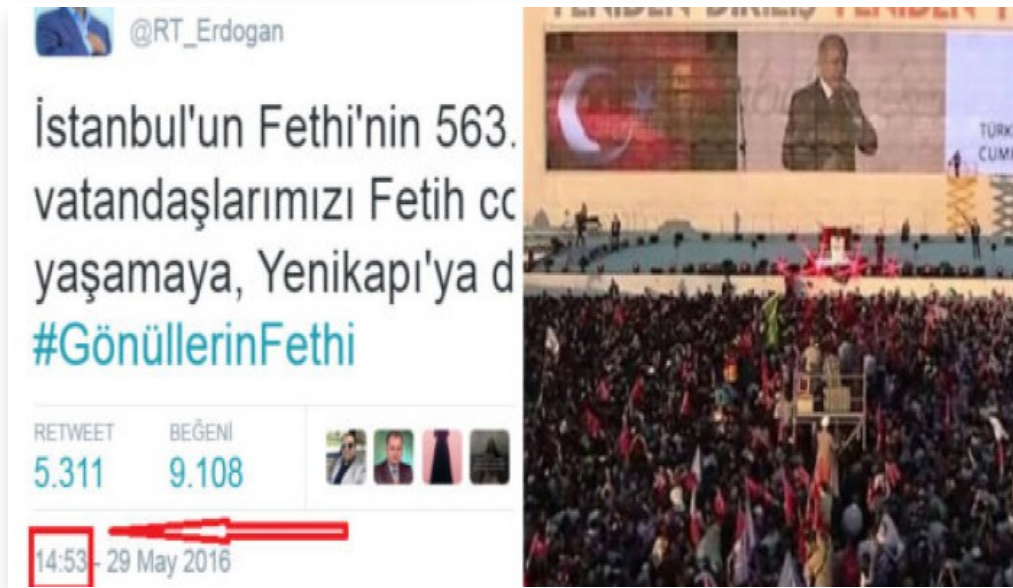 @RT_Erdogan
İstanbul'un Fethi'nin 563.
vatandaşlarımızı Fetih co
yaşamaya, Yenikapı'ya d
#GönüllerinFethi
RETWEET BEĞENİ
5.311 9.108
14:53 - 29 May 2016
YENİDEN DİRİLİŞ YENİDEN Y
TÜRK
CUMH